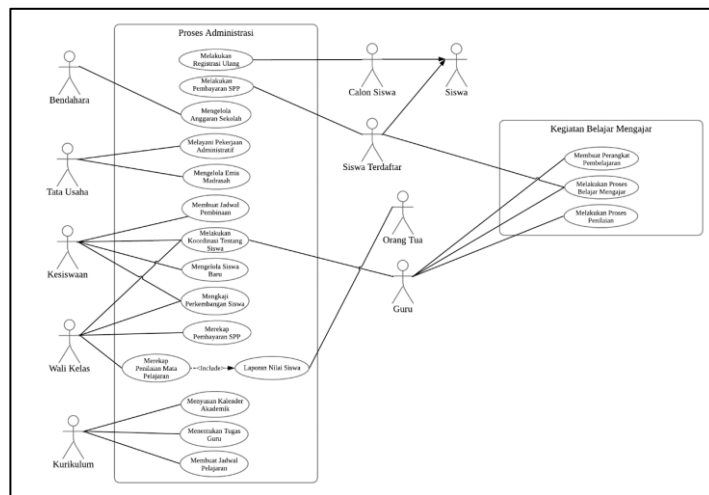 Proses Administrasi
Melakukan
Registrasi Ulang
Melakukan
Pembayaran SPP
Mengelola
Anggaran Sekolah
Melayani Pekerjaan
Administratif
Mengelola Emis
Madrasah
Membuat Jadwal
Pembinaan
Melakukan
Koordinasi Tentang
Siswa
Mengelola Siswa
Baru
Mengkaji
Perkembangan Siswa
Merekap
Pembayaran SPP
Merekap
Penilaian Mata
Pelajaran
<Include>
Laporan Nilai Siswa
Menyusun Kalender
Akademik
Menentukan Tugas
Guru
Membuat Jadwal
Pelajaran
Bendahara
Tata Usaha
Kesiswaan
Wali Kelas
Kurikulum
Calon Siswa
Siswa
Siswa Terdaftar
Orang Tua
Guru
Kegiatan Belajar Mengajar
Membuat Perangkat
Pembelajaran
Melakukan Proses
Belajar Mengajar
Melakukan Proses
Penilaian